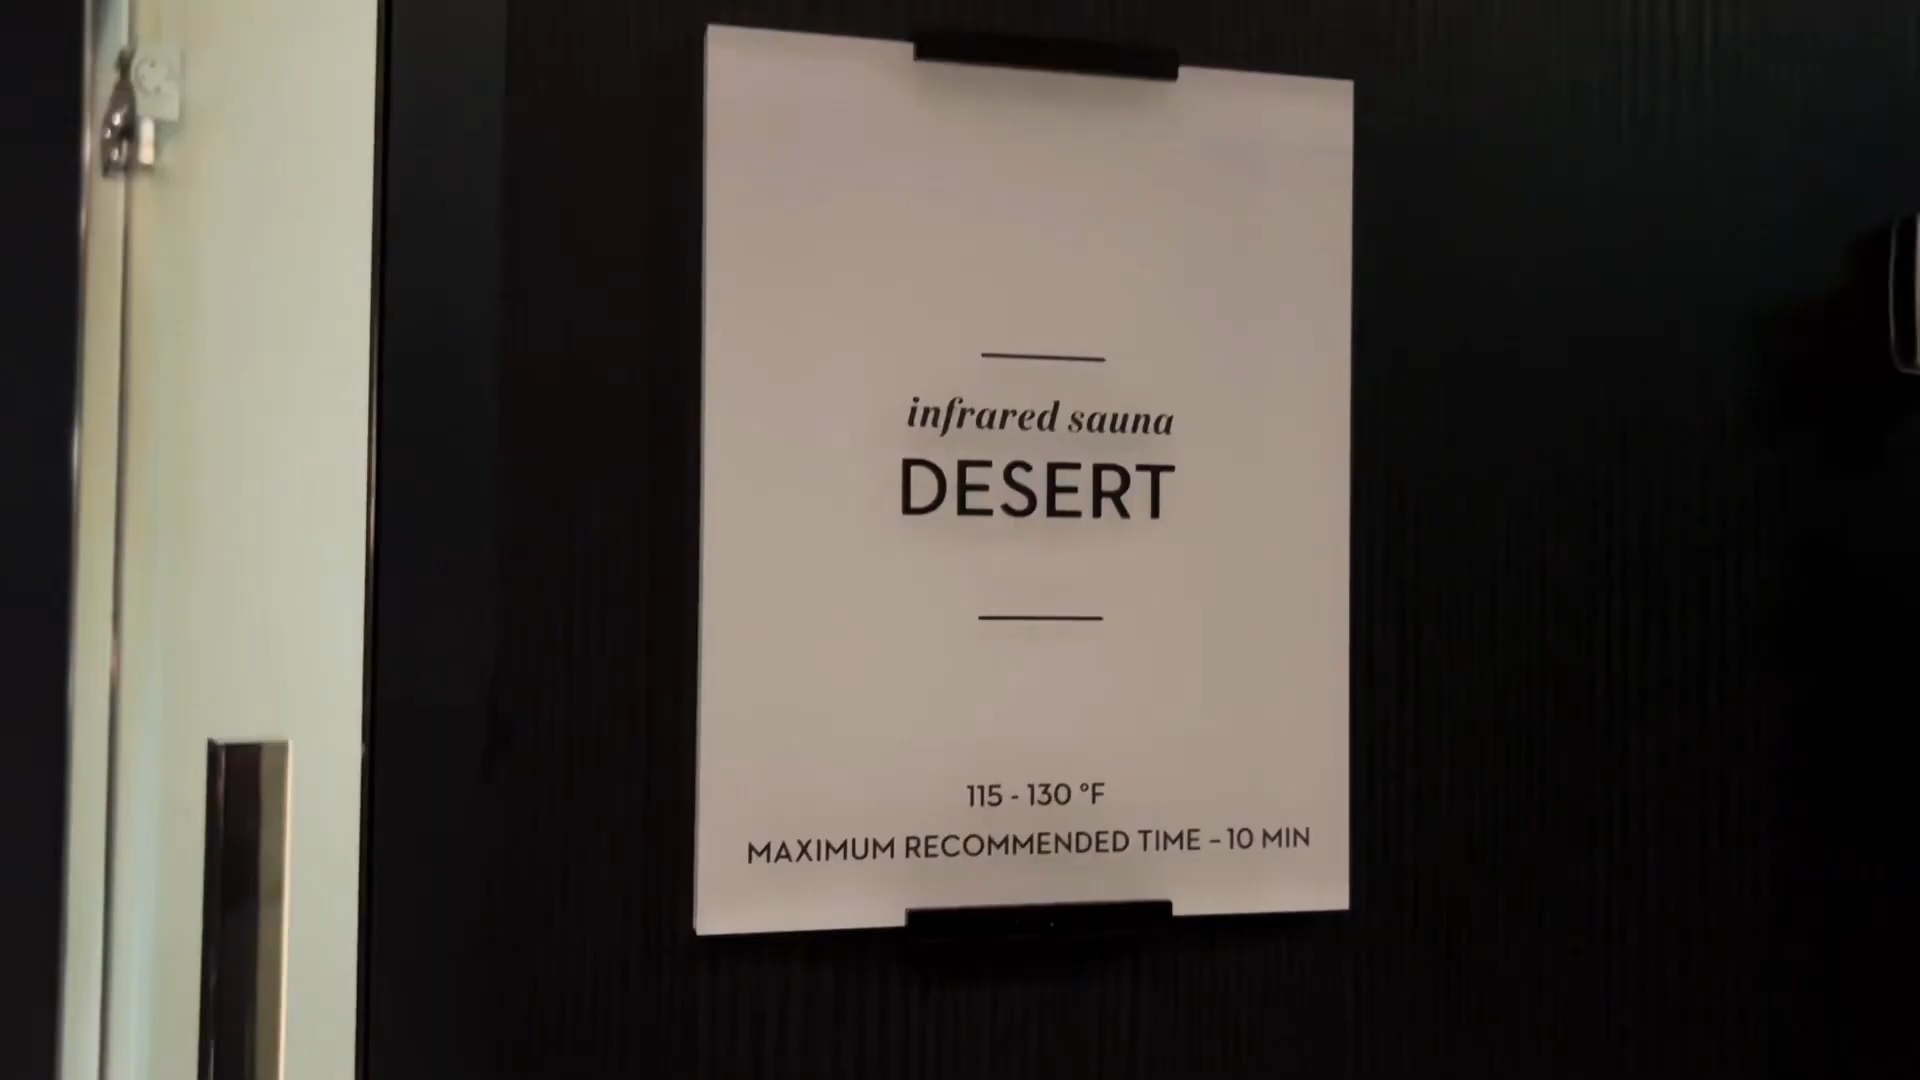 infrared sauna
DESERT
115 - 130 °F
MAXIMUM RECOMMENDED TIME – 10 MIN